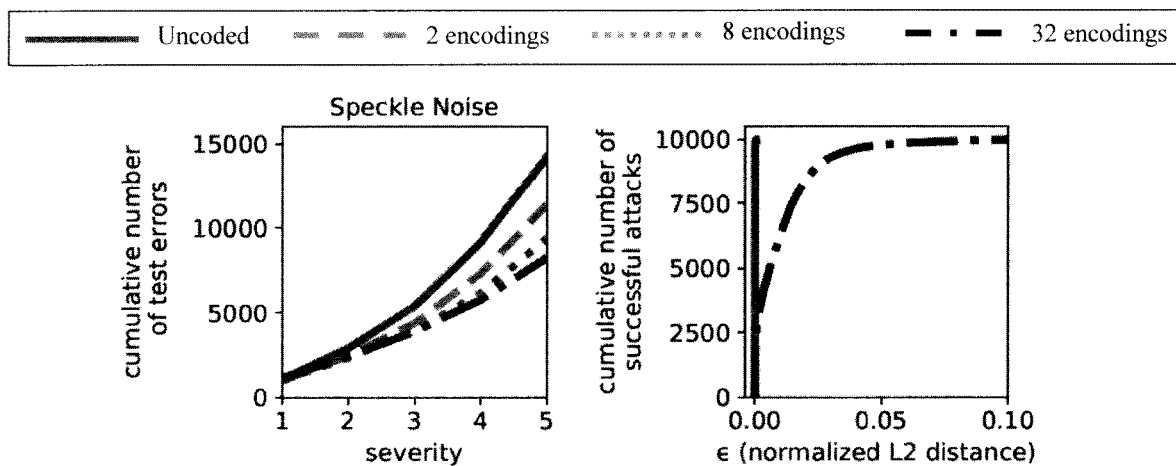 Uncoded 2 encodings 8 encodings 32 encodings
Speckle Noise
cumulative number
of test errors
15000
10000
5000
0
1 2 3 4 5
severity
cumulative number of
successful attacks
10000
7500
5000
2500
0
0.00 0.05 0.10
ϵ (normalized L2 distance)